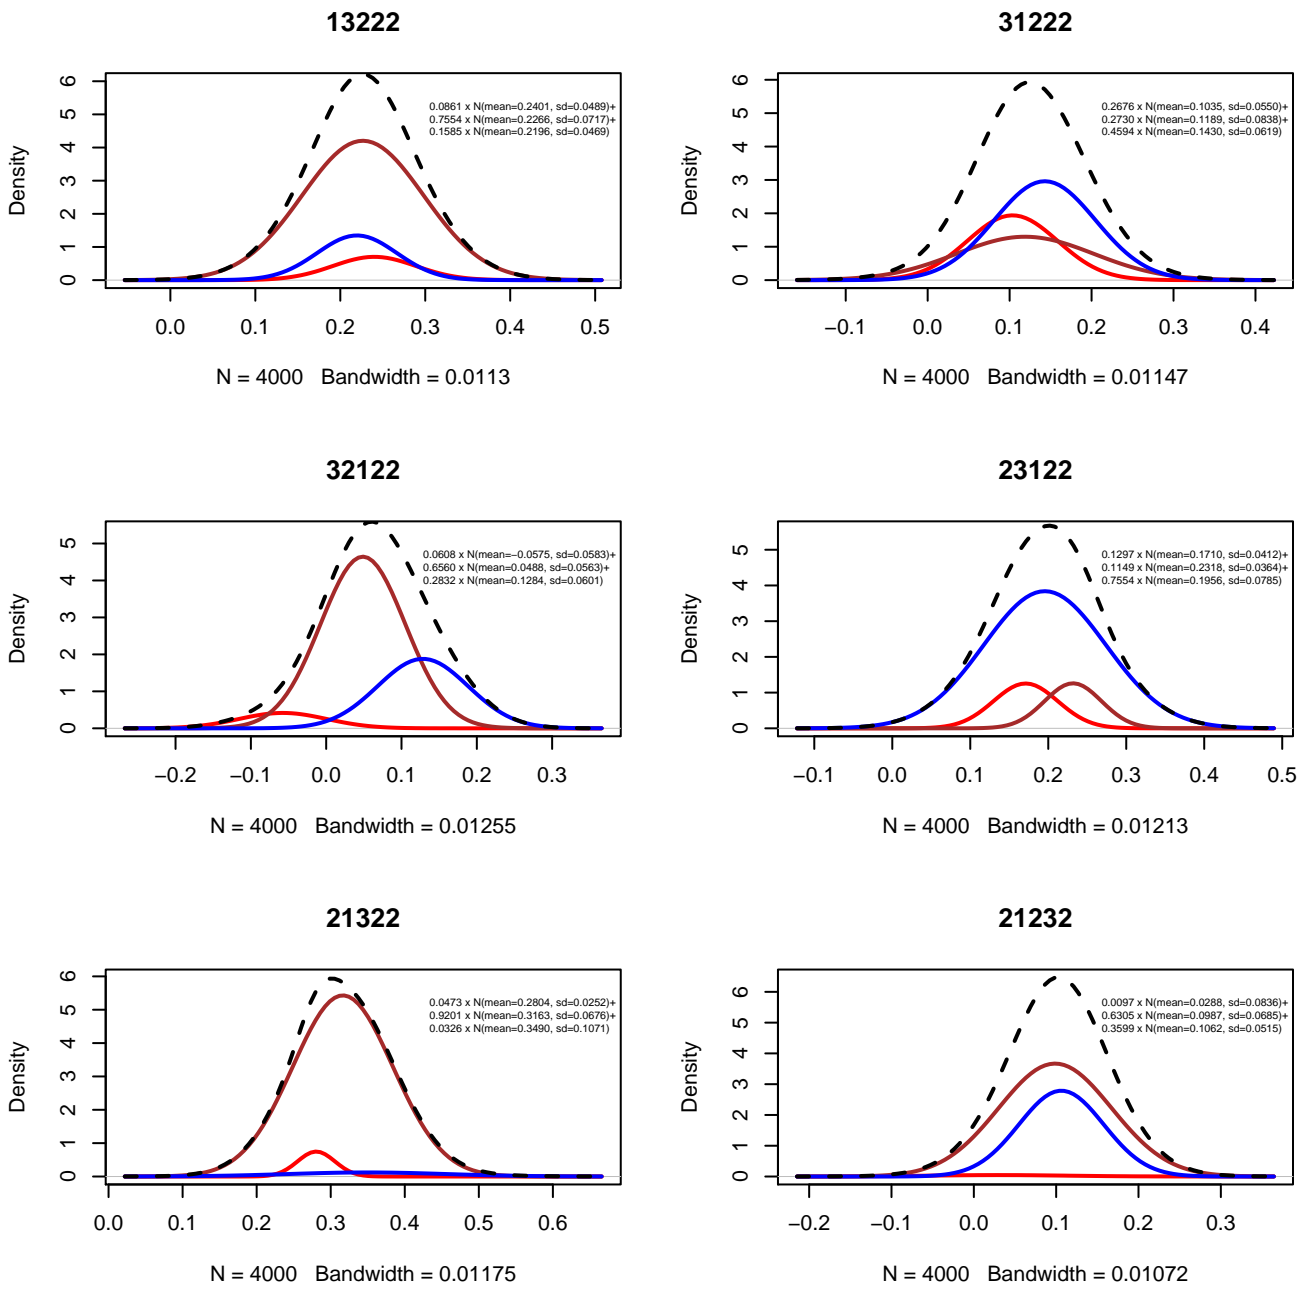 13222
Density
0 1 2 3 4 5 6
0.0861 x N(mean=0.2401, sd=0.0489)+
0.7554 x N(mean=0.2266, sd=0.0717)+
0.1585 x N(mean=0.2196, sd=0.0469)
0.0 0.1 0.2 0.3 0.4 0.5
N = 4000 Bandwidth = 0.0113
31222
0 1 2 3 4 5 6
0.2676 x N(mean=0.1035, sd=0.0550)+
0.2730 x N(mean=0.1189, sd=0.0838)+
0.4594 x N(mean=0.1430, sd=0.0619)
Density
−0.1 0.0 0.1 0.2 0.3 0.4
N = 4000 Bandwidth = 0.01147
32122
Density
0 1 2 3 4 5
0.0608 x N(mean=−0.0575, sd=0.0583)+
0.6560 x N(mean=0.0488, sd=0.0563)+
0.2832 x N(mean=0.1284, sd=0.0601)
−0.2 −0.1 0.0 0.1 0.2 0.3
N = 4000 Bandwidth = 0.01255
23122
Density
0 1 2 3 4 5
0.1297 x N(mean=0.1710, sd=0.0412)+
0.1149 x N(mean=0.2318, sd=0.0364)+
0.7554 x N(mean=0.1956, sd=0.0785)
−0.1 0.0 0.1 0.2 0.3 0.4 0.5
N = 4000 Bandwidth = 0.01213
21322
Density
0 1 2 3 4 5 6
0.0473 x N(mean=0.2804, sd=0.0252)+
0.9201 x N(mean=0.3163, sd=0.0676)+
0.0326 x N(mean=0.3490, sd=0.1071)
0.0 0.1 0.2 0.3 0.4 0.5 0.6
N = 4000 Bandwidth = 0.01175
21232
Density
0 1 2 3 4 5 6
0.0097 x N(mean=0.0288, sd=0.0836)+
0.6305 x N(mean=0.0987, sd=0.0685)+
0.3599 x N(mean=0.1062, sd=0.0515)
−0.2 −0.1 0.0 0.1 0.2 0.3
N = 4000 Bandwidth = 0.01072